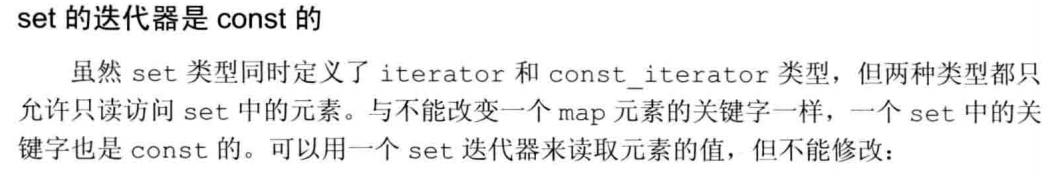 set 的迭代器是 const 的
虽然 set 类型同时定义了 iterator 和 const_iterator 类型，但两种类型都只
允许只读访问 set 中的元素。与不能改变一个 map 元素的关键字一样，一个 set 中的关
键字也是 const 的。可以用一个 set 迭代器来读取元素的值，但不能修改：